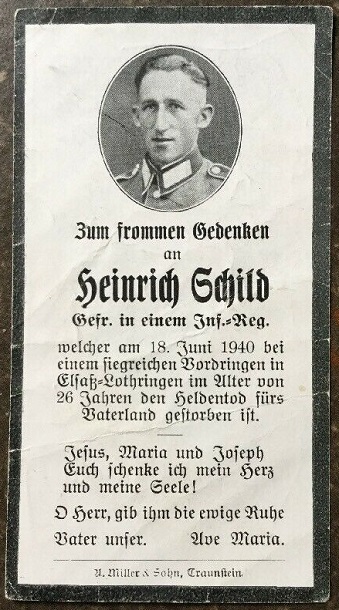 Zum frommen Gedenken
an
Heinrich Schild
Gefr. in einem Inf.-Reg.
welcher am 18. Juni 1940 bei
einem siegreichen Vordringen in
Elsaß-Lothringen im Alter von
26 Jahren den Heldentod fürs
Vaterland gestorben ist.
Jesus, Maria und Joseph
Euch schenke ich mein Herz
und meine Seele!
O Herr, gib ihm die ewige Ruhe
Vater unser. Ave Maria.
A. Miller & Sohn, Traunstein.